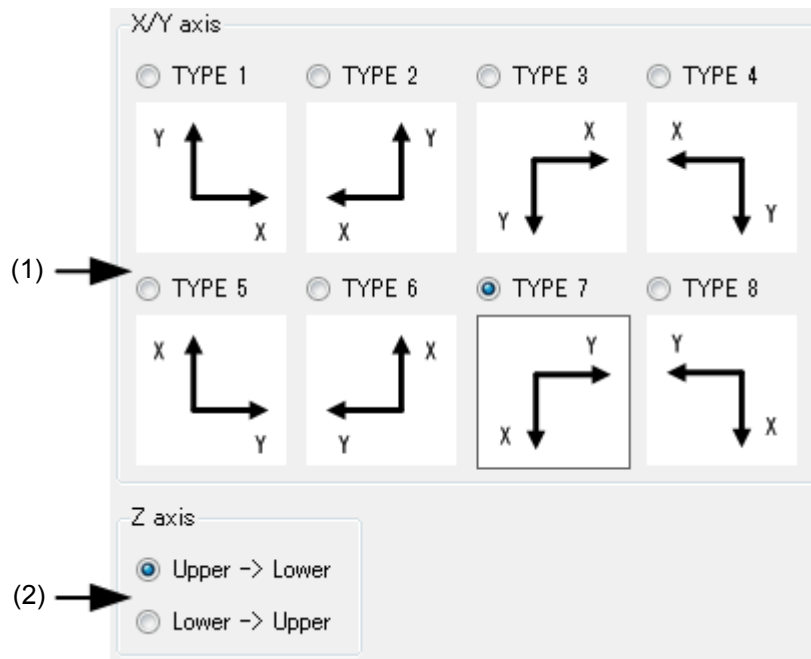 X/Y axis
TYPE 1 TYPE 2 TYPE 3 TYPE 4
Y Y X X
X X Y Y
(1)
TYPE 5 TYPE 6 TYPE 7 TYPE 8
X X Y Y
Y Y X X
Z axis
Upper -> Lower
(2)
Lower -> Upper